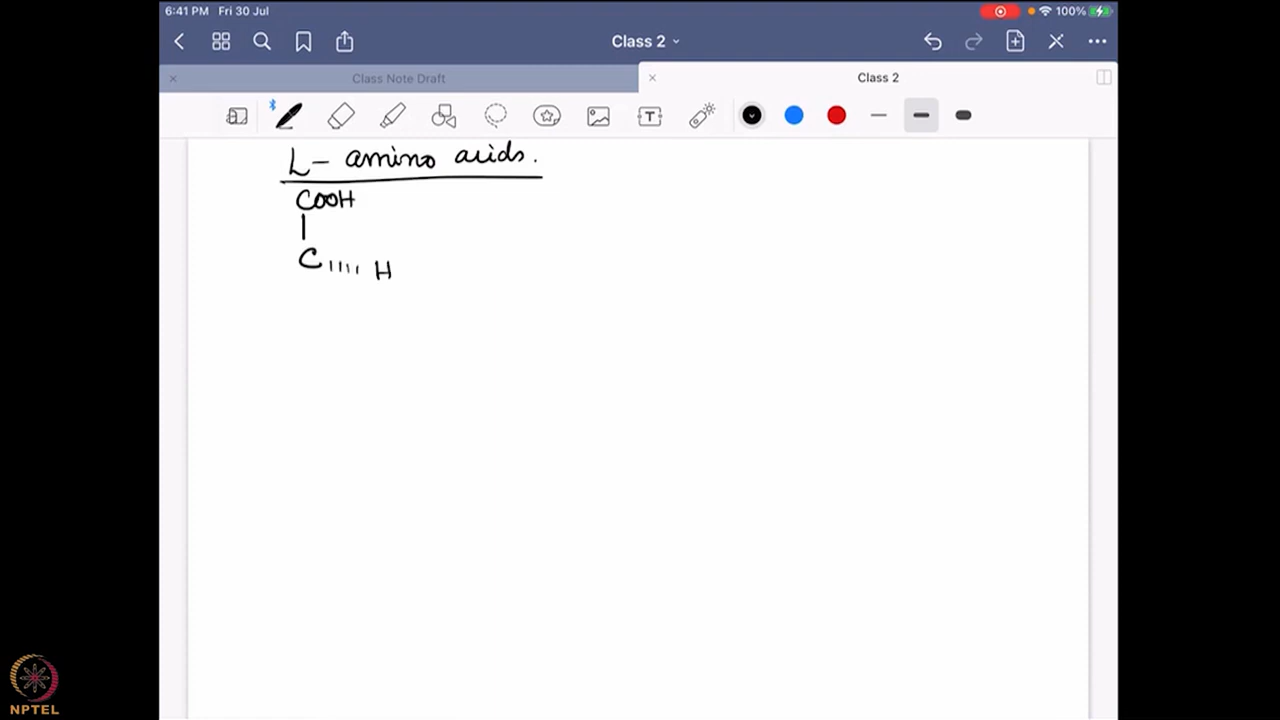 6:41 PM Fri 30 Jul 100%
Class 2
Class Note Draft Class 2
T
L- amino acids.
COOH
|
C'''' H
NPTEL